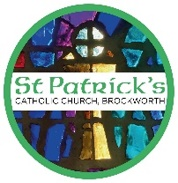 St Patrick's
CATHOLIC CHURCH, BROCKWORTH